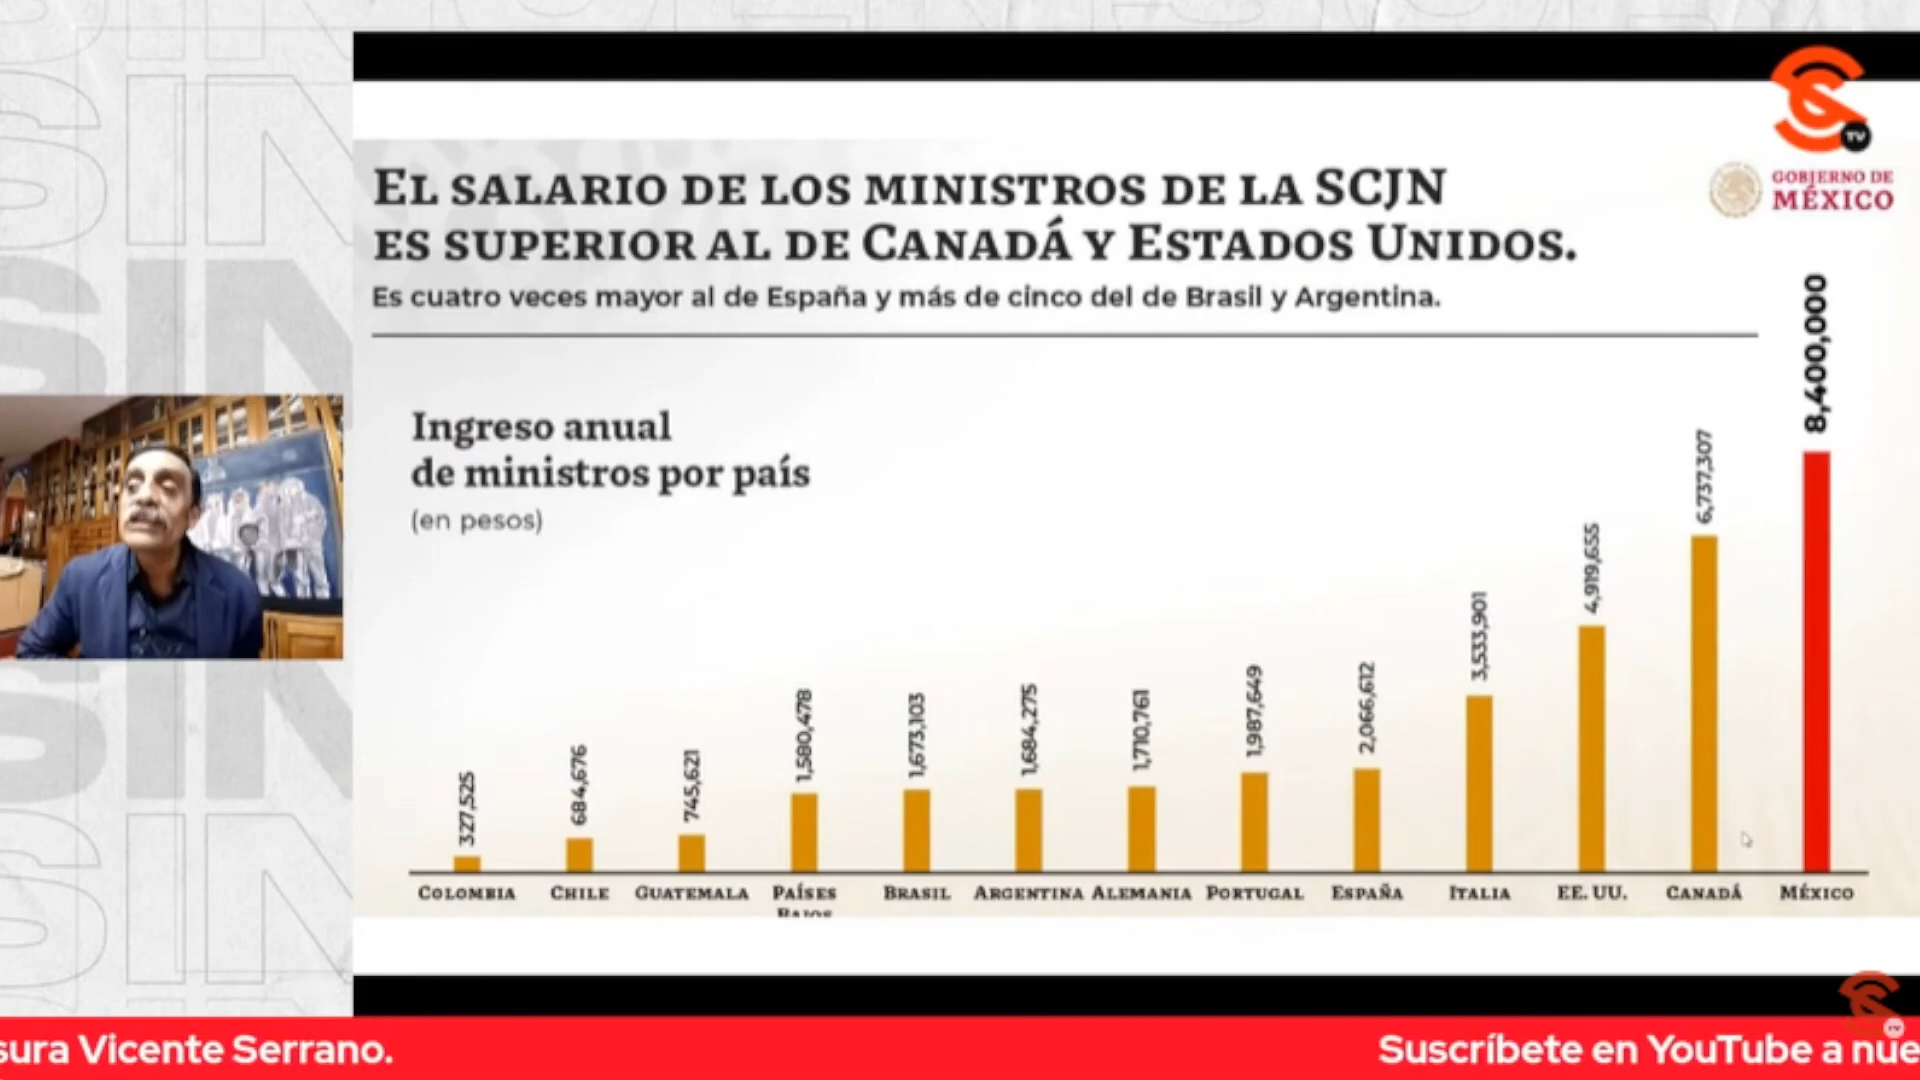 EL SALARIO DE LOS MINISTROS DE LA SCJN
ES SUPERIOR AL DE CANADÁ Y ESTADOS UNIDOS.
Es cuatro veces mayor al de España y más de cinco del de Brasil y Argentina.
TV
GOBIERNO DE
MÉXICO
Ingreso anual
de ministros por país
(en pesos)
327,525
684,676
745,621
1,580,478
1,673,103
1,684,275
1,710,761
1,987,649
2,066,612
3,533,901
4,919,655
6,737,307
8,400,000
COLOMBIA
CHILE
GUATEMALA
PAÍSES
BAJOS
BRASIL
ARGENTINA
ALEMANIA
PORTUGAL
ESPAÑA
ITALIA
EE. UU.
CANADÁ
MÉXICO
sura Vicente Serrano.
Suscríbete en YouTube a nue